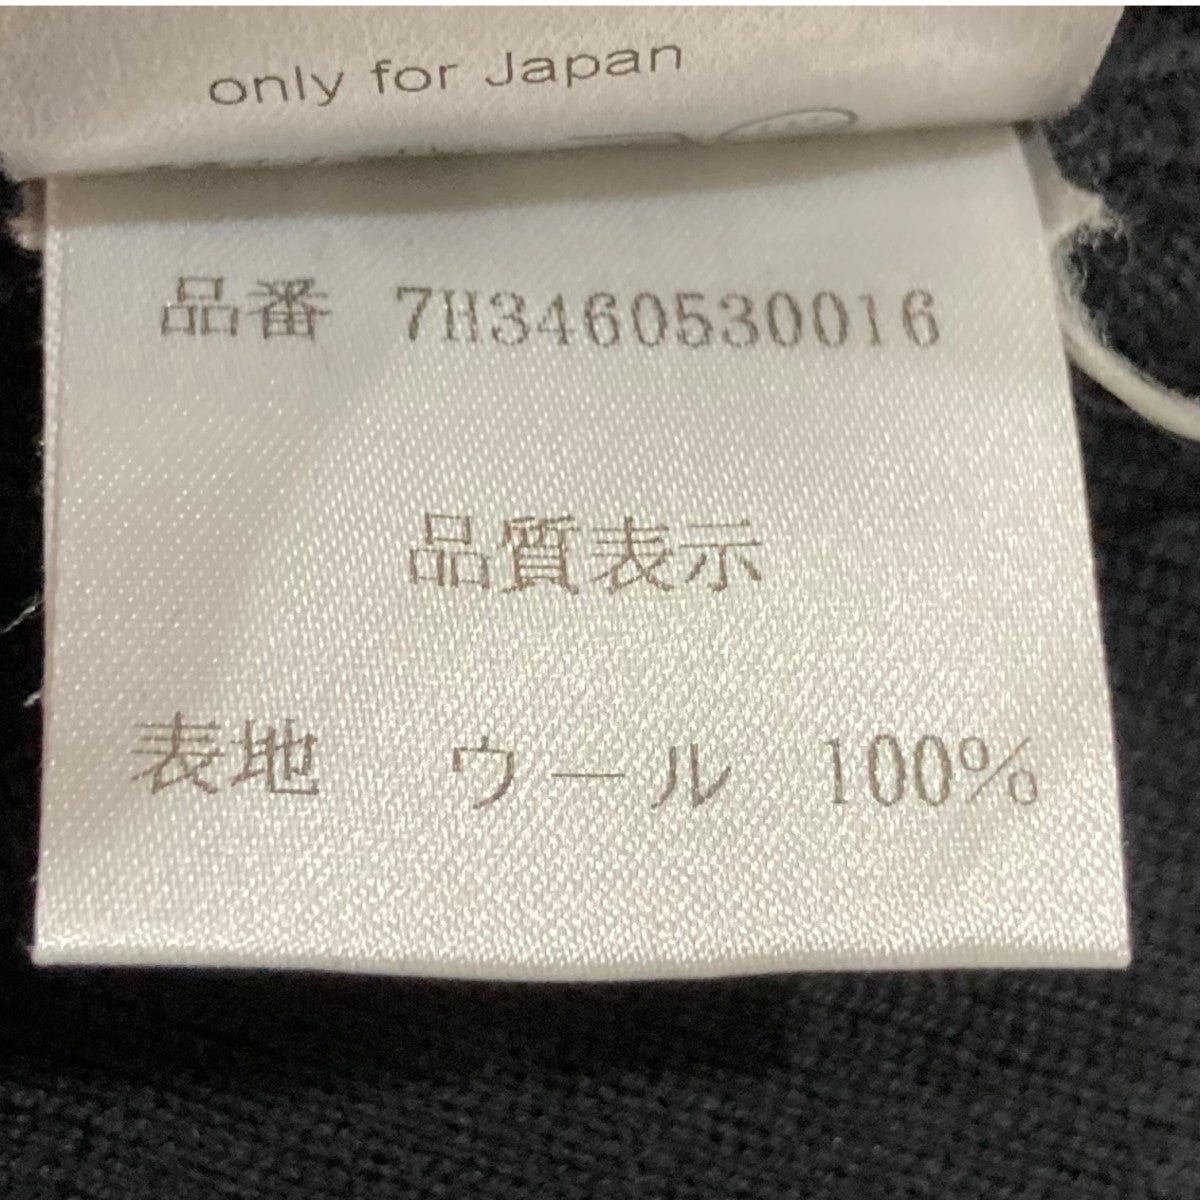 only for Japan
品番 7H3460530016
品質表示
表地 ウール 100%